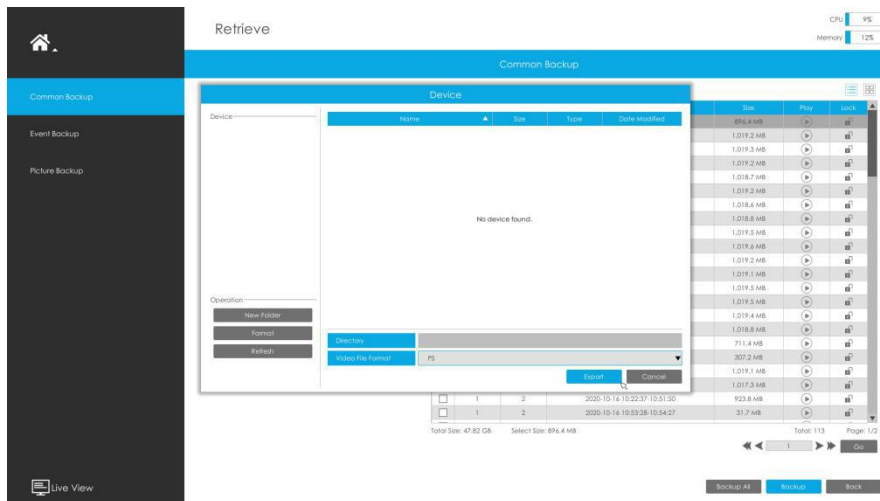 Retrieve
CPU 9%
Memory 12%
Common Backup
Common Backup
Event Backup
Picture Backup
Live View
Device
Device
Name Size Type Date Modified
No device found.
Operation
New Folder
Format
Refresh
Directory
Video File Format PS
Export Cancel
Size Play Lock
896.4 MB
1,019.2 MB
1,019.3 MB
1,019.2 MB
1,018.7 MB
1,019.2 MB
1,018.6 MB
1,018.8 MB
1,019.5 MB
1,019.6 MB
1,019.2 MB
1,019.1 MB
1,019.5 MB
1,019.3 MB
1,019.4 MB
1,018.8 MB
711.4 MB
307.2 MB
1,019.1 MB
1,017.3 MB
1 2 2020-10-16 10:22:37-10:51:50 923.8 MB
1 2 2020-10-16 10:53:28-10:54:27 31.7 MB
Total Size: 47.82 GB Select Size: 896.4 MB Total: 113 Page: 1/2
1 Go
Backup All Backup Back